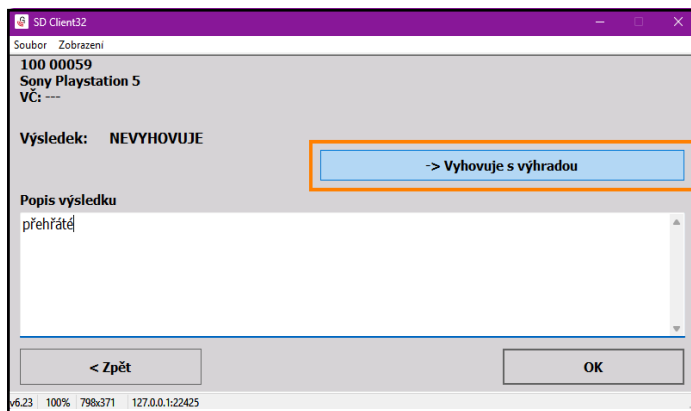 SD Client32
Soubor Zobrazení
100 00059
Sony Playstation 5
VČ: ---
Výsledek: NEVYHOVUJE
-> Vyhovuje s výhradou
Popis výsledku
přehřáté
< Zpět
OK
v6.23 100% 798x371 127.0.0.1:22425